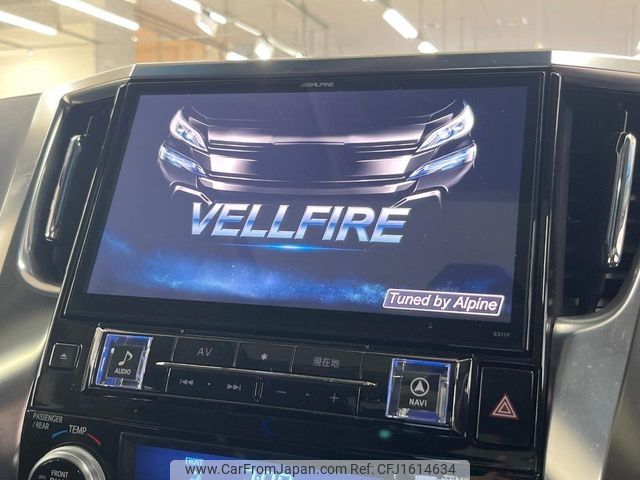 ALPINE
VELLFIRE
Tuned by Alpine
EX11V
AV
✱
現在地
AUDIO
NAVI
PASSENGER
/REAR
TEMP
FRONT
www.CarFromJapan.com - ID CFJ1614634